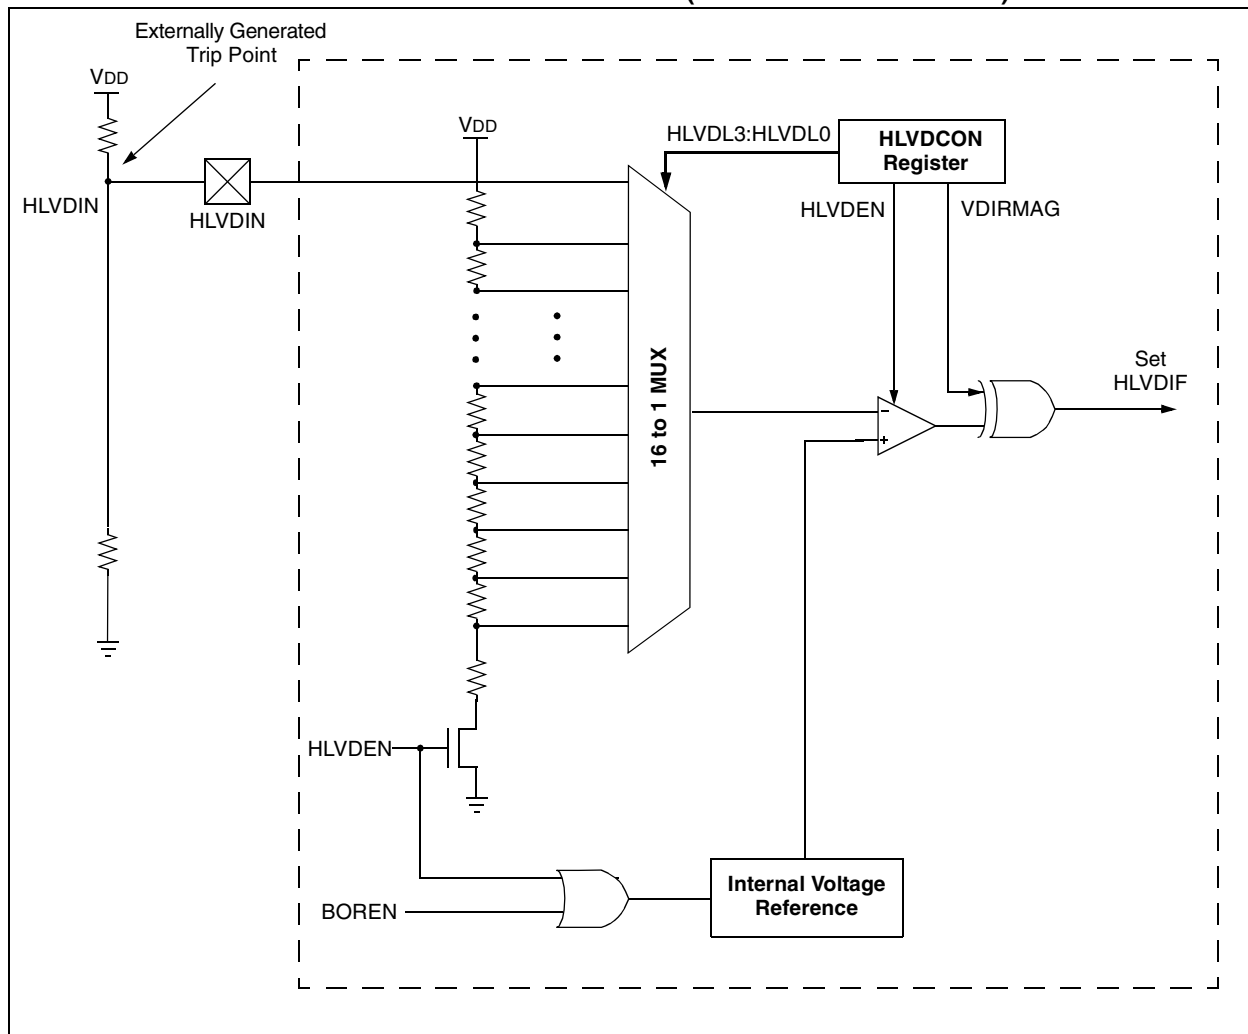 Externally Generated
Trip Point
VDD
VDD
HLVDL3:HLVDL0
HLVDCON
Register
HLVDIN
HLVDIN
HLVDEN
VDIRMAG
16 to 1 MUX
Set
HLVDIF
–
+
HLVDEN
BOREN
Internal Voltage
Reference